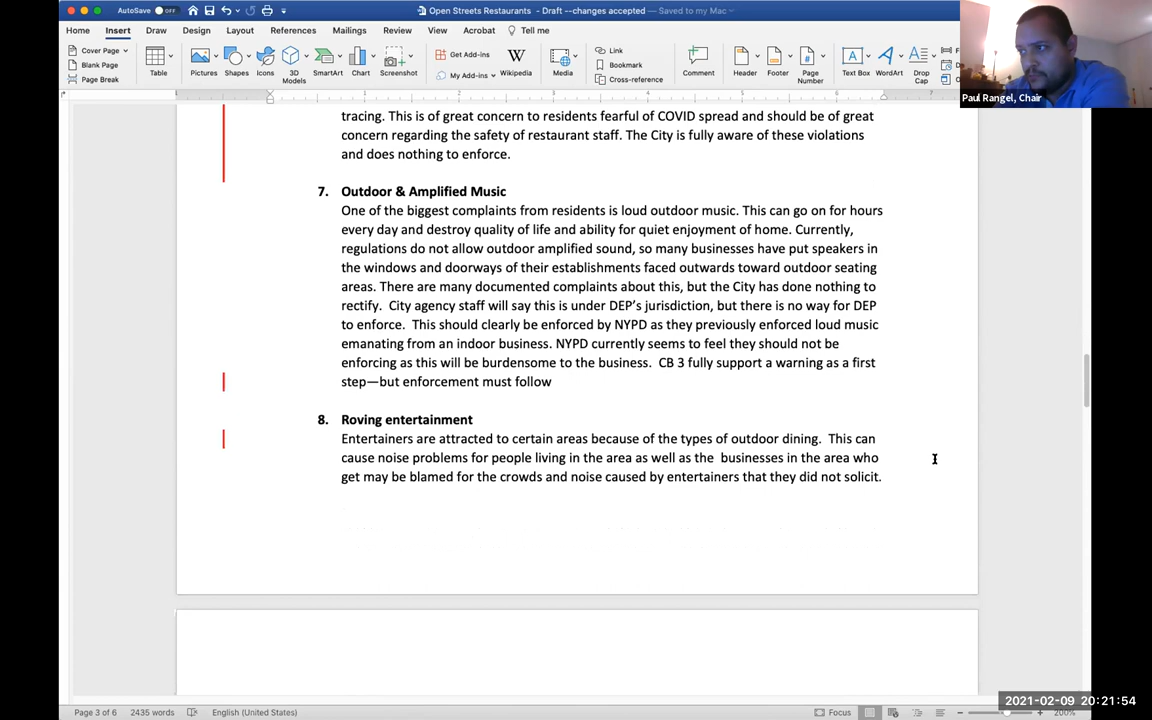 AutoSave OFF
Open Streets Restaurants - Draft --changes accepted — Saved to my Mac
Home Insert Draw Design Layout References Mailings Review View Acrobat Tell me
Cover Page
Blank Page
Page Break
Table
Pictures
Shapes
Icons
3D
Models
SmartArt
Chart
Screenshot
Get Add-ins
My Add-ins
Wikipedia
Media
Link
Bookmark
Cross-reference
Comment
Header
Footer
Page
Number
Text Box
WordArt
Drop
Cap
Paul Rangel, Chair
tracing. This is of great concern to residents fearful of COVID spread and should be of great
concern regarding the safety of restaurant staff. The City is fully aware of these violations
and does nothing to enforce.
7. Outdoor & Amplified Music
One of the biggest complaints from residents is loud outdoor music. This can go on for hours
every day and destroy quality of life and ability for quiet enjoyment of home. Currently,
regulations do not allow outdoor amplified sound, so many businesses have put speakers in
the windows and doorways of their establishments faced outwards toward outdoor seating
areas. There are many documented complaints about this, but the City has done nothing to
rectify. City agency staff will say this is under DEP's jurisdiction, but there is no way for DEP
to enforce. This should clearly be enforced by NYPD as they previously enforced loud music
emanating from an indoor business. NYPD currently seems to feel they should not be
enforcing as this will be burdensome to the business. CB 3 fully support a warning as a first
step—but enforcement must follow
8. Roving entertainment
Entertainers are attracted to certain areas because of the types of outdoor dining. This can
cause noise problems for people living in the area as well as the businesses in the area who
get may be blamed for the crowds and noise caused by entertainers that they did not solicit.
2021-02-09 20:21:54
Page 3 of 6 2435 words English (United States) Focus 200%